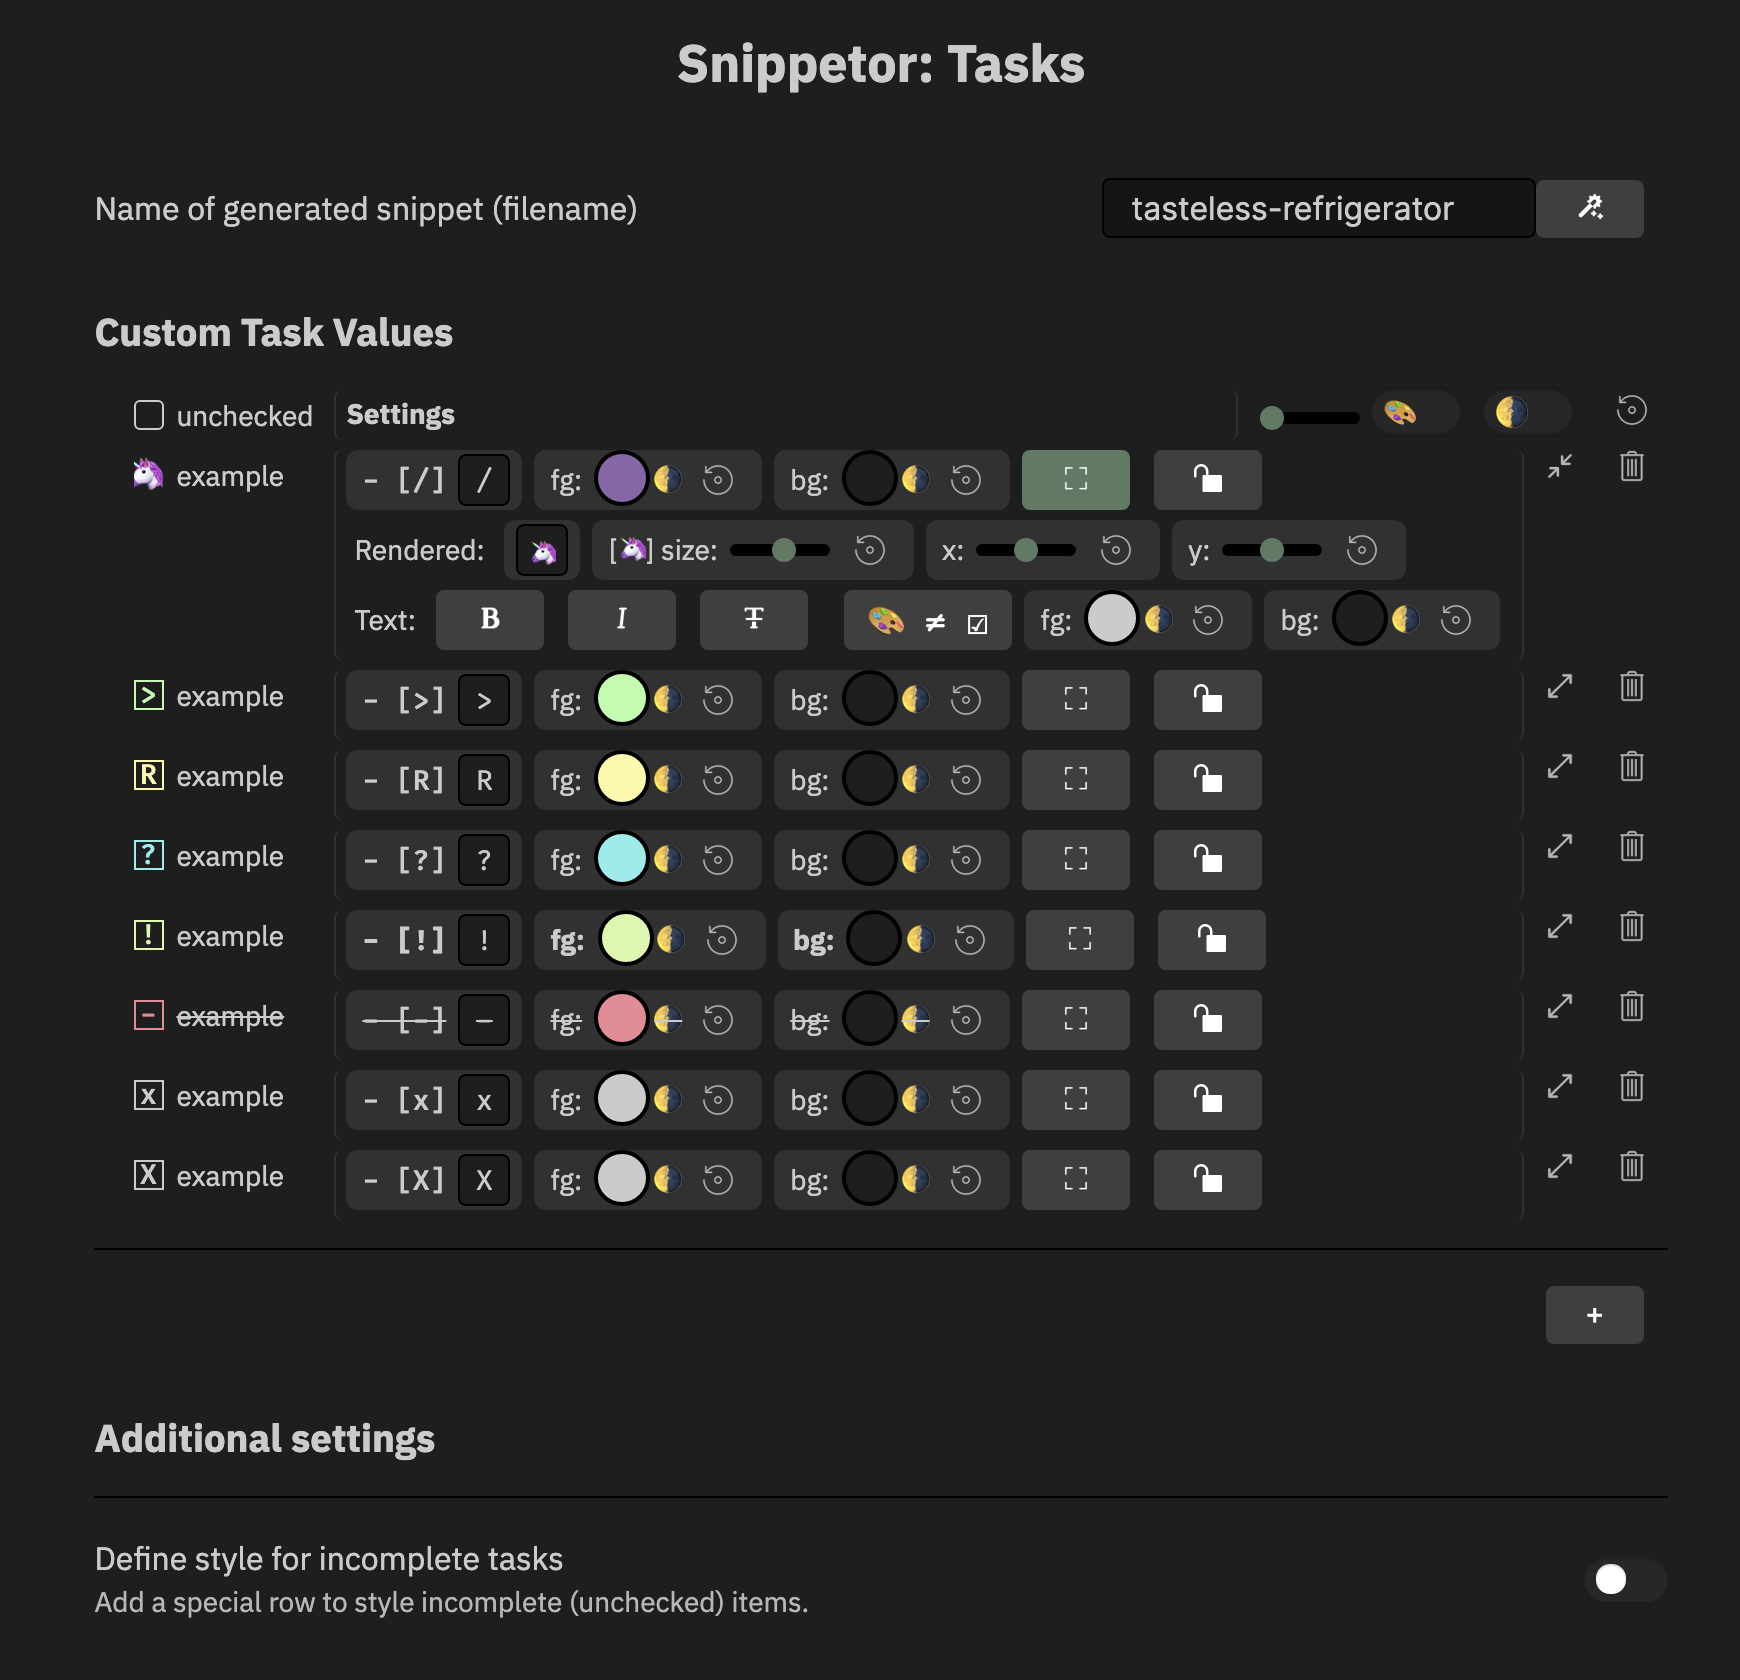 Snippetor: Tasks
Name of generated snippet (filename) tasteless-refrigerator
Custom Task Values
unchecked Settings
🦄 example - [/] / fg: bg:
Rendered: 🦄 [🦄] size: x: y:
Text: B I T 🎨 ≠ ☑ fg: bg:
> example - [>] > fg: bg:
R example - [R] R fg: bg:
? example - [?] ? fg: bg:
! example - [!] ! fg: bg:
- example - [-] - fg: bg:
x example - [x] x fg: bg:
X example - [X] X fg: bg:
+
Additional settings
Define style for incomplete tasks
Add a special row to style incomplete (unchecked) items.